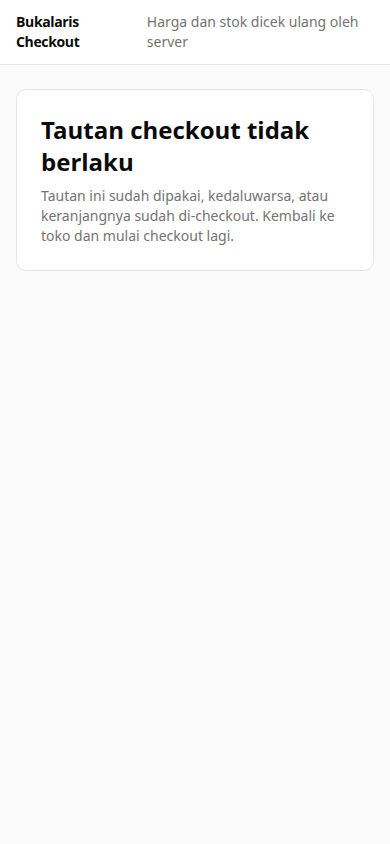 Bukalaris
Checkout
Harga dan stok dicek ulang oleh
server
Tautan checkout tidak
berlaku
Tautan ini sudah dipakai, kedaluwarsa, atau
keranjangnya sudah di-checkout. Kembali ke
toko dan mulai checkout lagi.